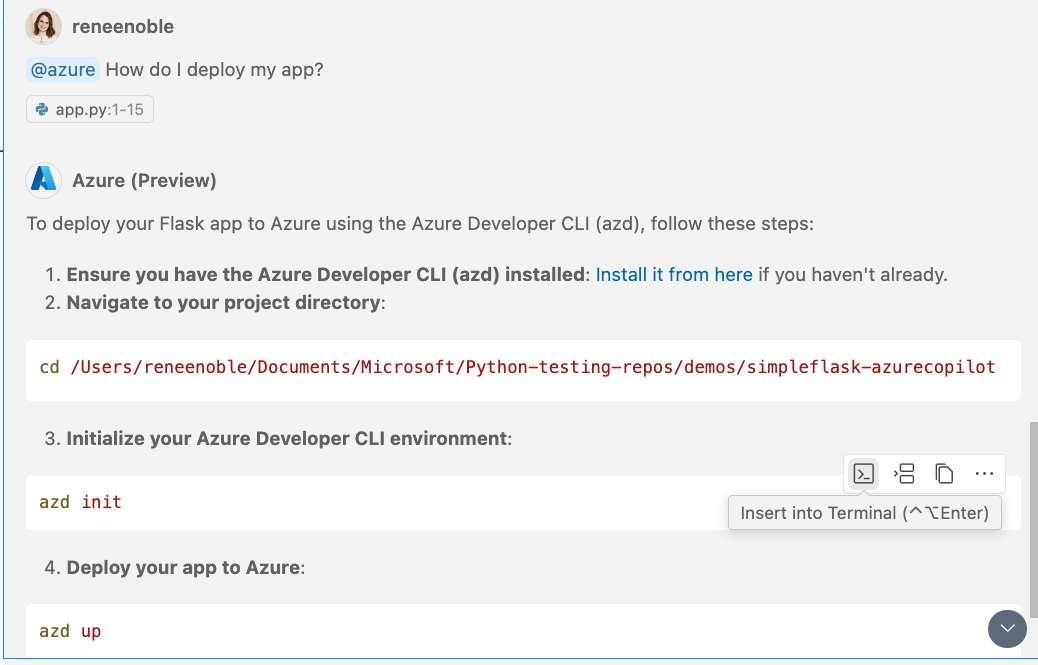 reneenoble
@azure How do I deploy my app?
app.py:1-15
Azure (Preview)
To deploy your Flask app to Azure using the Azure Developer CLI (azd), follow these steps:
1. Ensure you have the Azure Developer CLI (azd) installed: Install it from here if you haven't already.
2. Navigate to your project directory:
cd /Users/reneenoble/Documents/Microsoft/Python-testing-repos/demos/simpleflask-azurecopilot
3. Initialize your Azure Developer CLI environment:
azd init
Insert into Terminal (^⌥Enter)
4. Deploy your app to Azure:
azd up